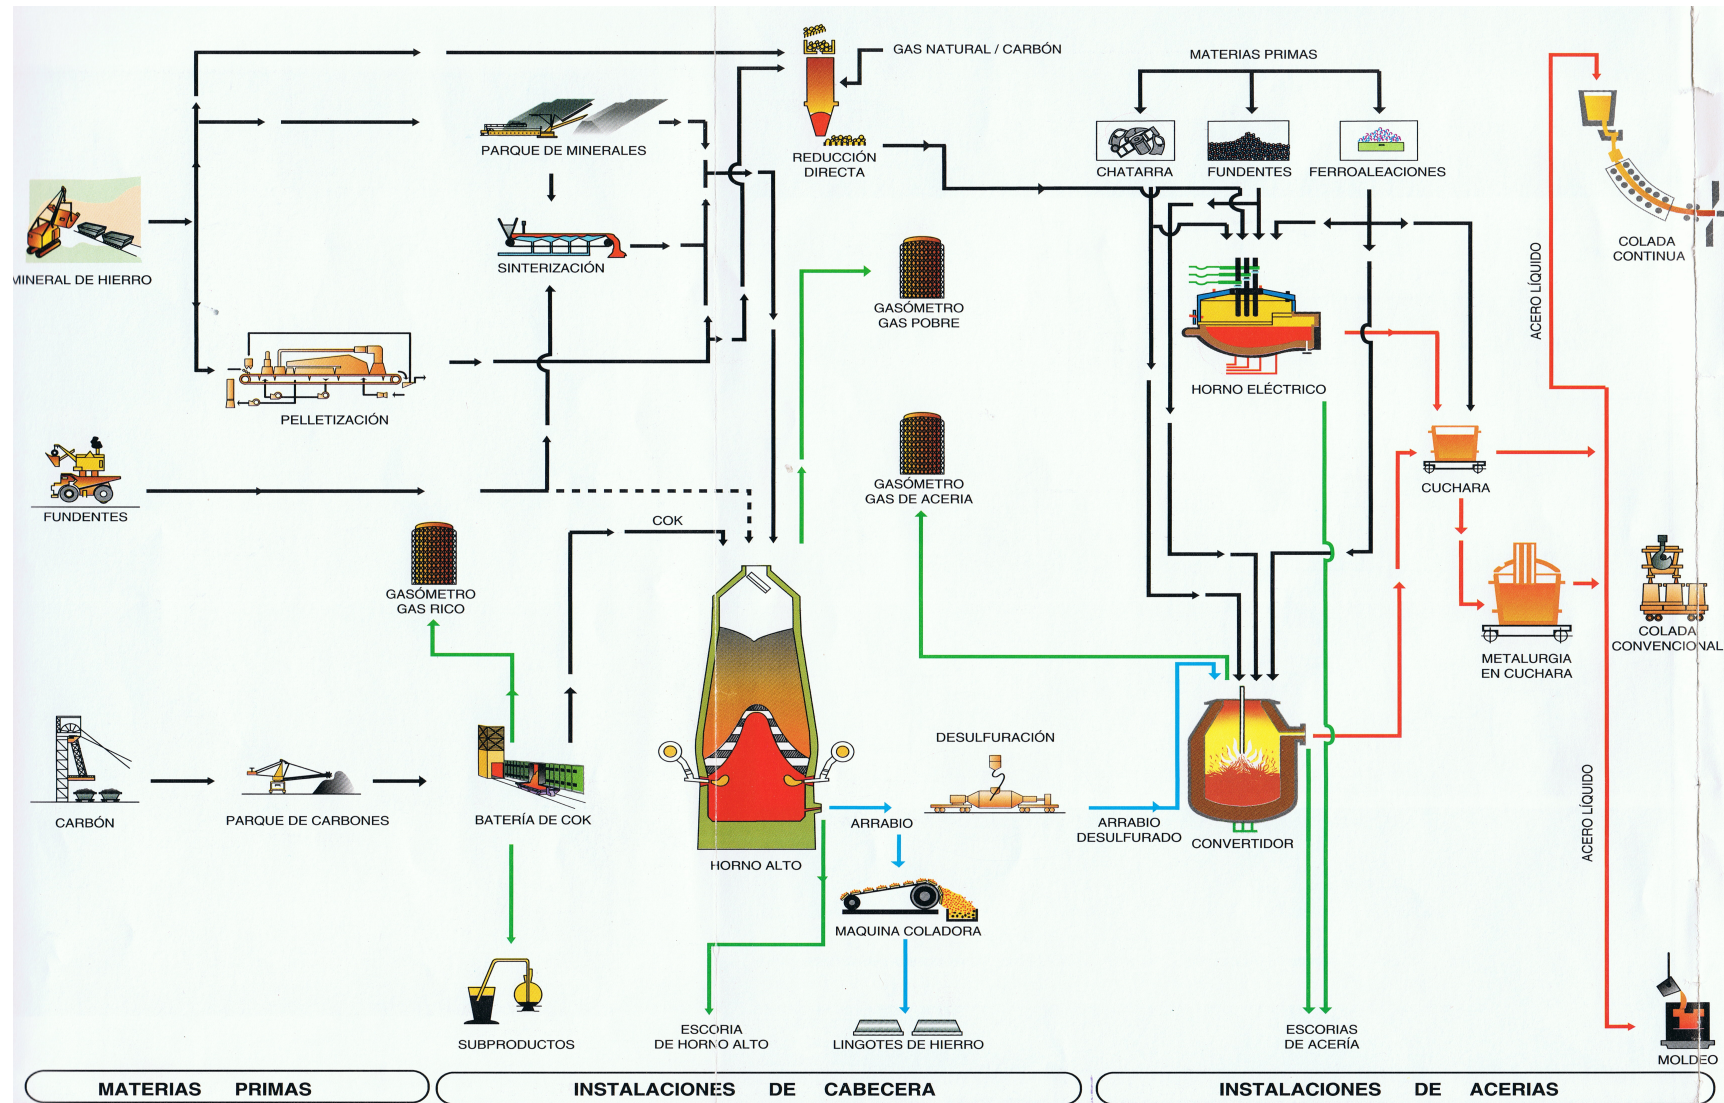 GAS NATURAL / CARBÓN
MATERIAS PRIMAS
PARQUE DE MINERALES
REDUCCIÓN
DIRECTA
CHATARRA
FUNDENTES
FERROALEACIONES
MINERAL DE HIERRO
SINTERIZACIÓN
COLADA
CONTINUA
ACERO LÍQUIDO
GASÓMETRO
GAS POBRE
HORNO ELÉCTRICO
PELLETIZACIÓN
FUNDENTES
GASÓMETRO
GAS DE ACERIA
CUCHARA
COK
GASÓMETRO
GAS RICO
COLADA
CONVENCIONAL
METALURGIA
EN CUCHARA
DESULFURACIÓN
CARBÓN
PARQUE DE CARBONES
BATERÍA DE COK
ARRABIO
ARRABIO
DESULFURADO
CONVERTIDOR
ACERO LÍQUIDO
HORNO ALTO
MAQUINA COLADORA
SUBPRODUCTOS
ESCORIA
DE HORNO ALTO
LINGOTES DE HIERRO
ESCORIAS
DE ACERÍA
MOLDEO
MATERIAS PRIMAS
INSTALACIONES DE CABECERA
INSTALACIONES DE ACERIAS